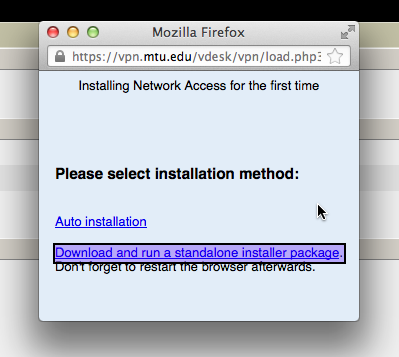 Mozilla Firefox
https://vpn.mtu.edu/vdesk/vpn/load.php3
Installing Network Access for the first time
Please select installation method:
Auto installation
Download and run a standalone installer package.
Don't forget to restart the browser afterwards.